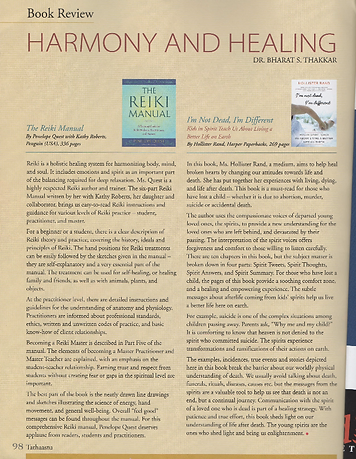 Book Review
HARMONY AND HEALING
DR. BHARAT S. THAKKAR
THE
REIKI
MANUAL
The Reiki Manual
By Penelope Quest with Kathy Roberts,
Penguin (USA), 336 pages
Reiki is a holistic healing system for harmonizing body, mind,
and soul. It includes emotions and spirit as an important part
of the balancing required for deep relaxation. Ms. Quest is a
highly respected Reiki author and trainer. The six-part Reiki
Manual written by her with Kathy Roberts, her daughter and
collaborator, brings us easy-to-read Reiki instructions and
guidance for various levels of Reiki practice - student,
practitioner, and master.
For a beginner or a student, there is a clear description of
Reiki theory and practice, covering the history, ideals and
principles of Reiki. The hand positions for Reiki treatment
can be easily followed by the sketches given in the manual –
they are self-explanatory and a very essential part of the
manual. The treatment can be used for self-healing, or healing
family and friends, as well as with animals, plants, and
objects.
At the practitioner level, there are detailed instructions and
guidelines for the understanding of anatomy and physiology.
Practitioners are informed about professional standards,
ethics, written and unwritten codes of practice, and basic
know-how of client relationships.
Becoming a Reiki Master is described in Part Five of the
manual. The elements of becoming a Master Practitioner and
Master Teacher are explained, with an emphasis on the
student-teacher relationship. Earning trust and respect from
students without creating fear or gaps in the spiritual level are
important.
The best part of the book is the neatly drawn line drawings
and sketches illustrating the science of energy, hand
movement, and general well-being. Overall "feel good"
messages can be found throughout the manual. For this
comprehensive Reiki manual, Penelope Quest deserves
applause from readers, students and practitioners.
I'm not dead,
I'm different
I'm Not Dead, I'm Different
Kids in Spirit Teach Us About Living a
Better Life on Earth
By Hollister Rand, Harper Paperbacks, 269 pages
In this book, Ms. Hollister Rand, a medium, aims to help heal
broken hearts by changing our attitudes towards life and
death. She has put together her experiences with living, dying,
and life after death. This book is a must-read for those who
have lost a child – whether it is due to abortion, murder,
suicide or accidental death.
The author uses the compassionate voices of departed young
loved ones, the spirits, to provide a new understanding for the
loved ones who are left behind, and devastated by their
passing. The interpretation of the spirit voices offers
forgiveness and comfort to those willing to listen carefully.
There are ten chapters in this book, but the subject matter is
broken down in four parts: Spirit Tweets, Spirit Thoughts,
Spirit Answers, and Spirit Summary. For those who have lost a
child, the pages of this book provide a soothing comfort zone,
and a healing and empowering experience. The subtle
messages about afterlife coming from kids' spirits help us live
a better life here on earth.
For example, suicide is one of the complex situations among
children passing away. Parents ask, "Why me and my child?"
It is comforting to know that heaven is not denied to the
spirit who committed suicide. The spirits experience
transformations and ramifications of their actions on earth.
The examples, incidences, true events and stories depicted
here in this book break the barrier about our worldly physical
understanding of death. We usually avoid talking about death,
funerals, rituals, diseases, causes etc, but the messages from the
spirits are a valuable tool to help us see that death is not an
end, but a continual journey. Communication with the spirit
of a loved one who is dead is part of a healing strategy. With
patience and true effort, this book sheds light on our
understanding of life after death. The young spirits are the
ones who shed light and bring us enlightenment.
98